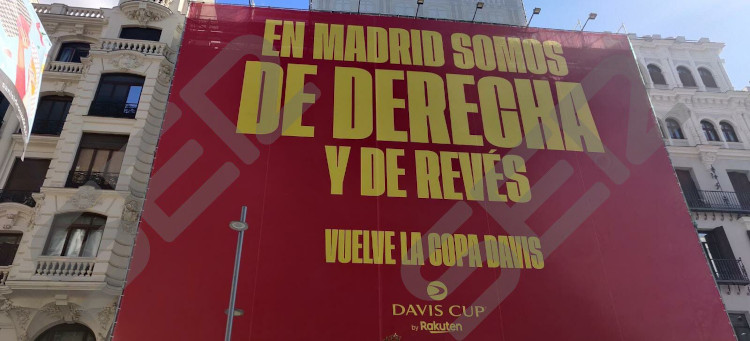 EN MADRID SOMOS
DE DERECHA
Y DE REVÉS
VUELVE LA COPA DAVIS
DAVIS CUP
by Rakuten